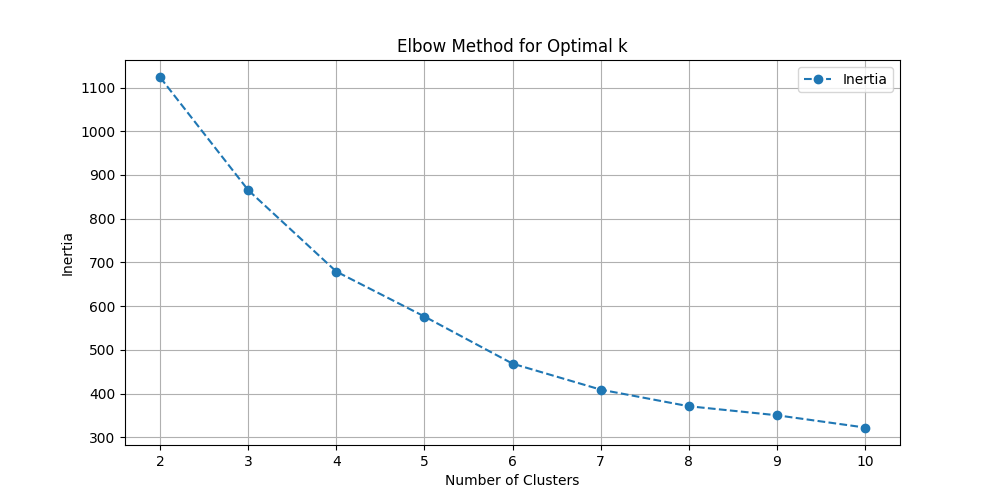 Elbow Method for Optimal k
Inertia
1100
1000
900
800
700
600
500
400
300
Inertia
2 3 4 5 6 7 8 9 10
Number of Clusters